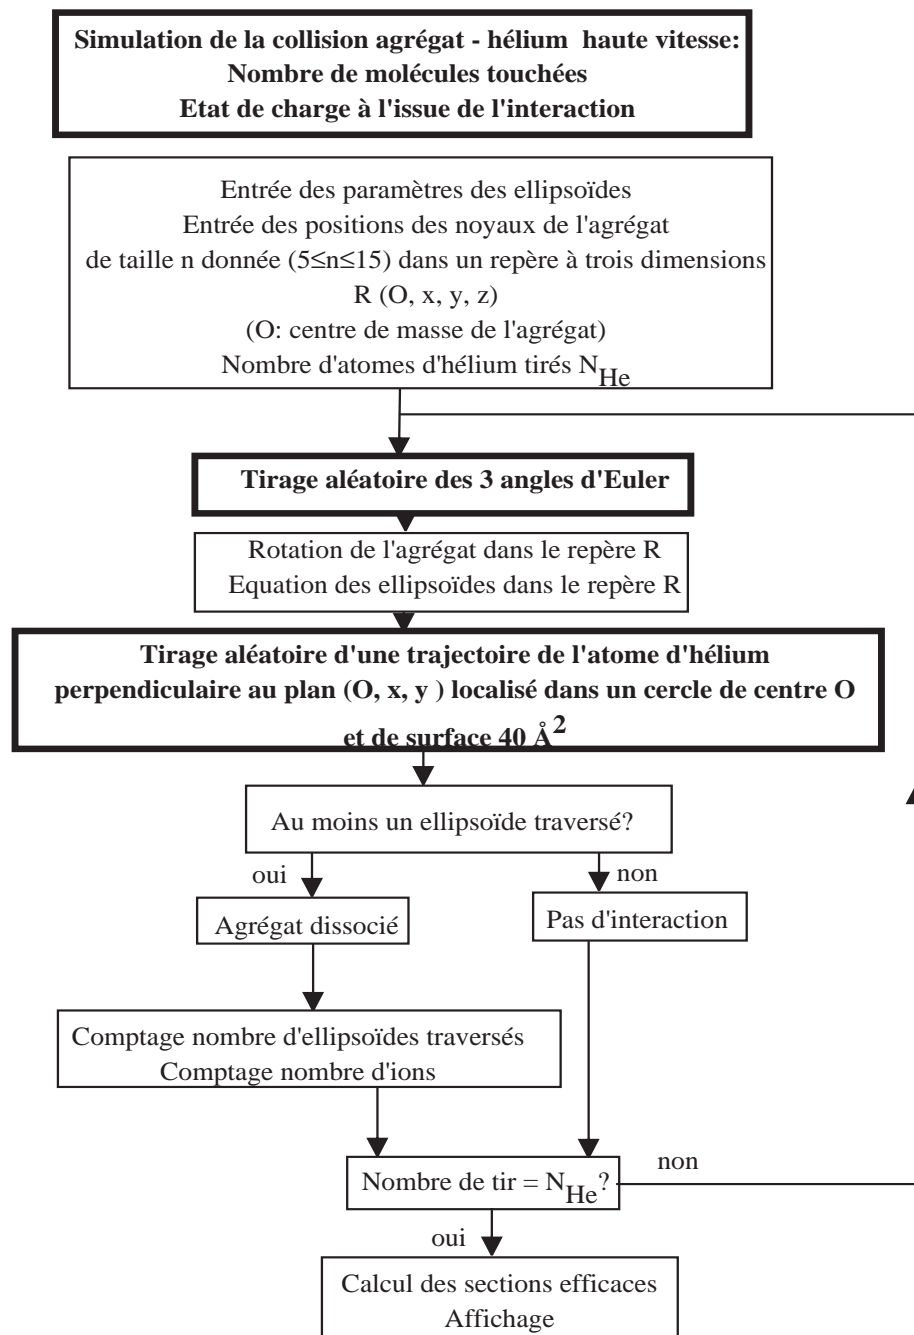 Simulation de la collision agrégat - hélium  haute vitesse:
Nombre de molécules touchées
Etat de charge à l'issue de l'interaction
Entrée des paramètres des ellipsoïdes
Entrée des positions des noyaux de l'agrégat
de taille n donnée (5≤n≤15) dans un repère à trois dimensions
R (O, x, y, z)
(O: centre de masse de l'agrégat)
Nombre d'atomes d'hélium tirés N_He
Tirage aléatoire des 3 angles d'Euler
Rotation de l'agrégat dans le repère R
Equation des ellipsoïdes dans le repère R
Tirage aléatoire d'une trajectoire de l'atome d'hélium
perpendiculaire au plan (O, x, y ) localisé dans un cercle de centre O
et de surface 40 Å²
Au moins un ellipsoïde traversé?
oui
non
Agrégat dissocié
Pas d'interaction
Comptage nombre d'ellipsoïdes traversés
Comptage nombre d'ions
Nombre de tir = N_He?
non
oui
Calcul des sections efficaces
Affichage